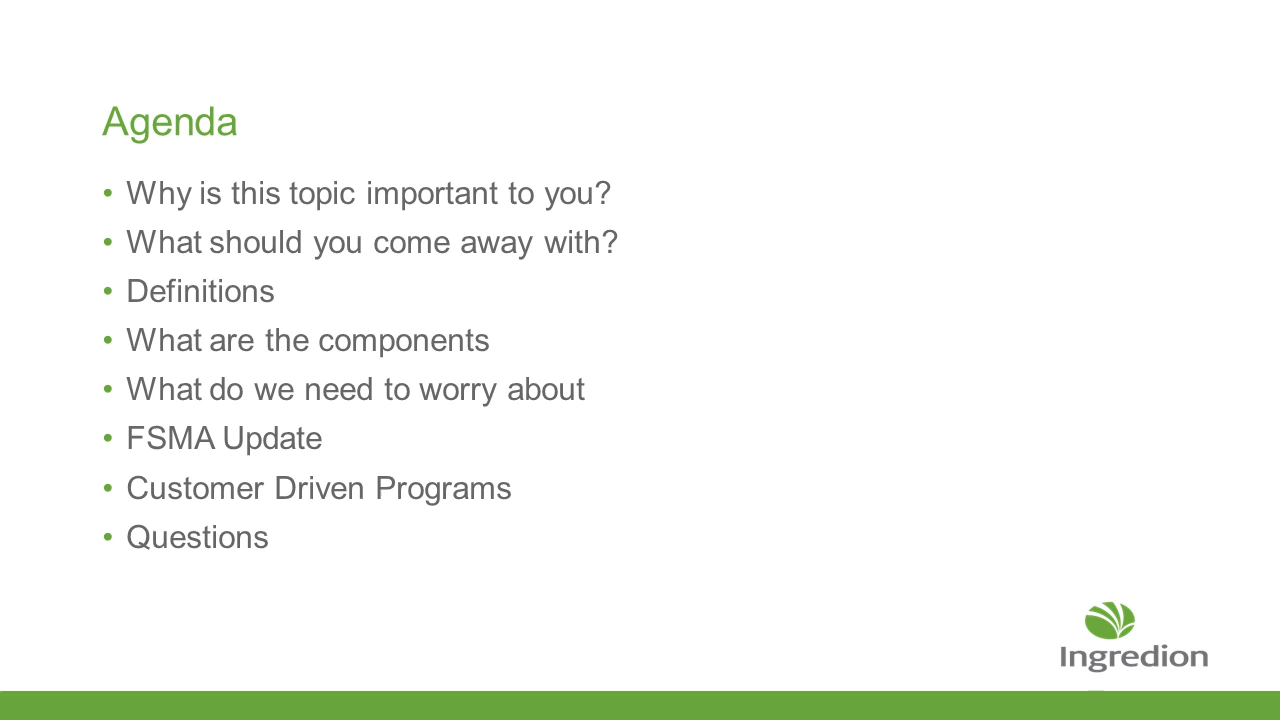 Agenda
• Why is this topic important to you?
• What should you come away with?
• Definitions
• What are the components
• What do we need to worry about
• FSMA Update
• Customer Driven Programs
• Questions
Ingredion